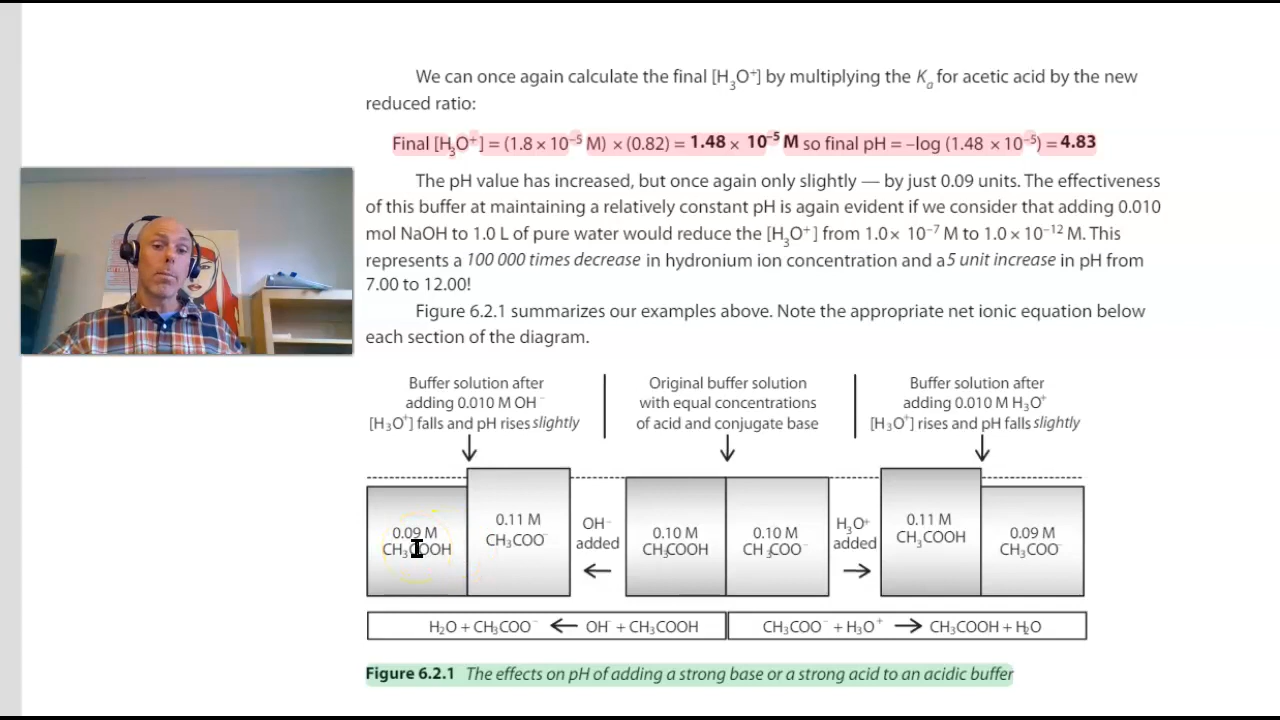 We can once again calculate the final [H₃O⁺] by multiplying the Kₐ for acetic acid by the new
reduced ratio:
Final [H₃O⁺] = (1.8 × 10⁻⁵ M) × (0.82) = 1.48 × 10⁻⁵ M so final pH = –log (1.48 × 10⁻⁵) = 4.83
The pH value has increased, but once again only slightly — by just 0.09 units. The effectiveness
of this buffer at maintaining a relatively constant pH is again evident if we consider that adding 0.010
mol NaOH to 1.0 L of pure water would reduce the [H₃O⁺] from 1.0 × 10⁻⁷ M to 1.0 × 10⁻¹² M. This
represents a 100 000 times decrease in hydronium ion concentration and a 5 unit increase in pH from
7.00 to 12.00!
Figure 6.2.1 summarizes our examples above. Note the appropriate net ionic equation below
each section of the diagram.
Buffer solution after
adding 0.010 M OH⁻
[H₃O⁺] falls and pH rises slightly
Original buffer solution
with equal concentrations
of acid and conjugate base
Buffer solution after
adding 0.010 M H₃O⁺
[H₃O⁺] rises and pH falls slightly
0.09 M
CH₃COOH
0.11 M
CH₃COO⁻
OH⁻
added
0.10 M
CH₃COOH
0.10 M
CH₃COO⁻
H₃O⁺
added
0.11 M
CH₃COOH
0.09 M
CH₃COO⁻
H₂O + CH₃COO⁻ ← OH⁻ + CH₃COOH
CH₃COO⁻ + H₃O⁺ → CH₃COOH + H₂O
Figure 6.2.1 The effects on pH of adding a strong base or a strong acid to an acidic buffer